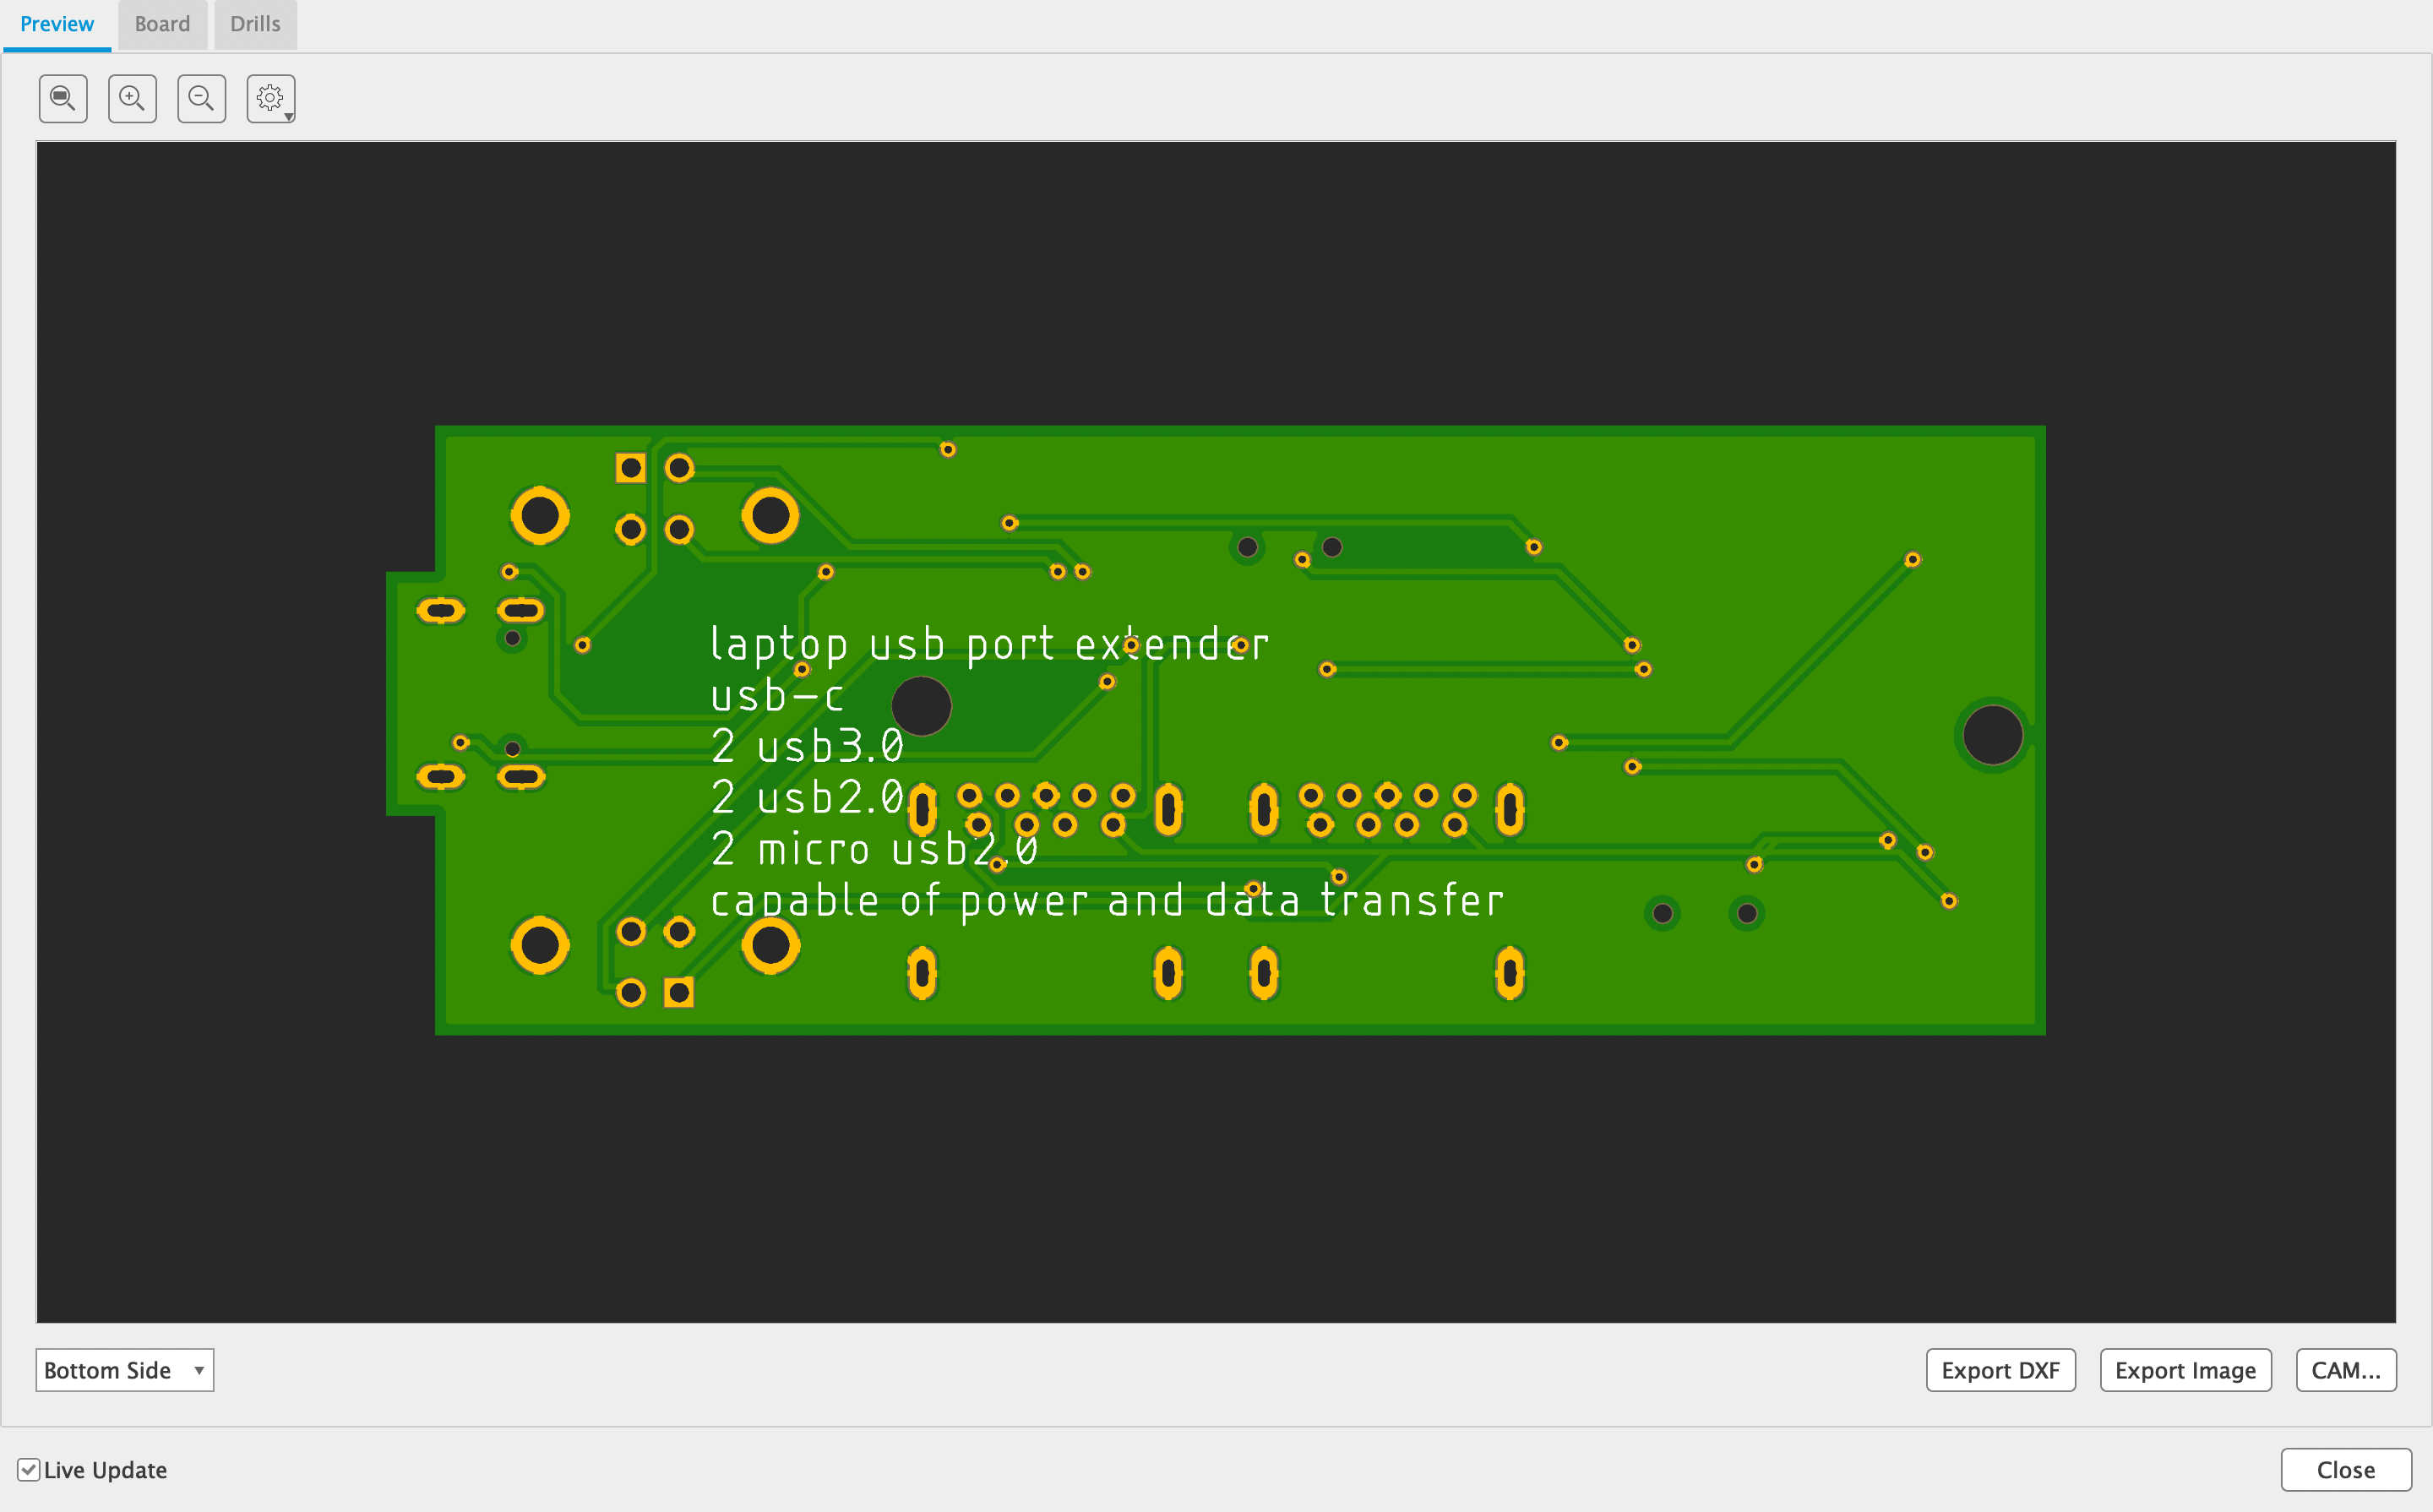 Preview Board Drills
laptop usb port extender
usb-c
2 usb3.0
2 usb2.0
2 micro usb2.0
capable of power and data transfer
Bottom Side Export DXF Export Image CAM...
Live Update Close